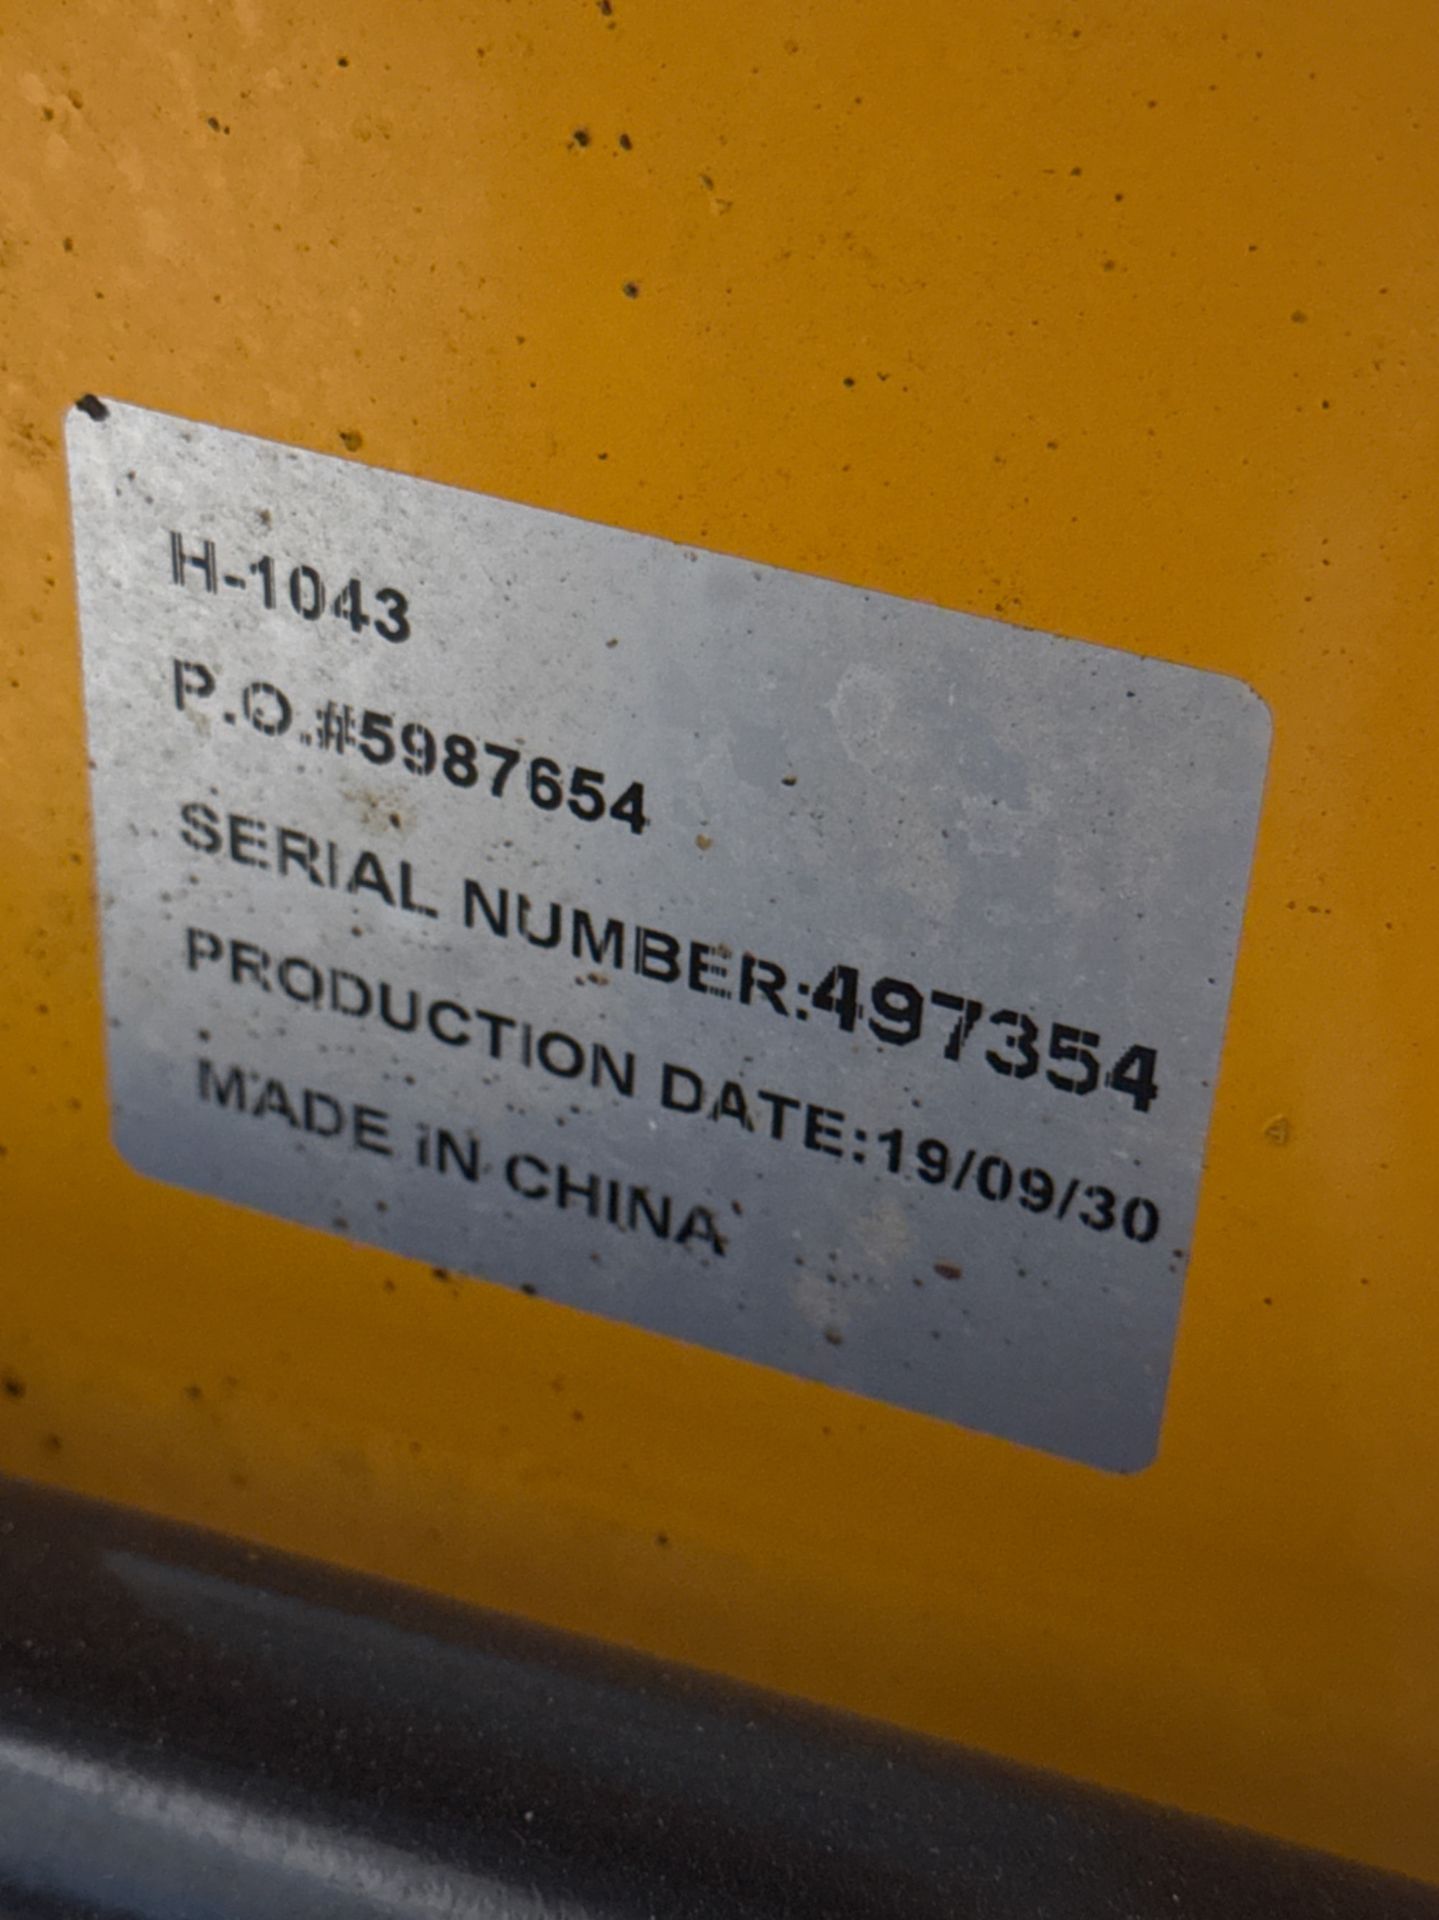 H-1043
P.O.#5987654
SERIAL NUMBER:497354
PRODUCTION DATE:19/09/30
MADE iN CHINA